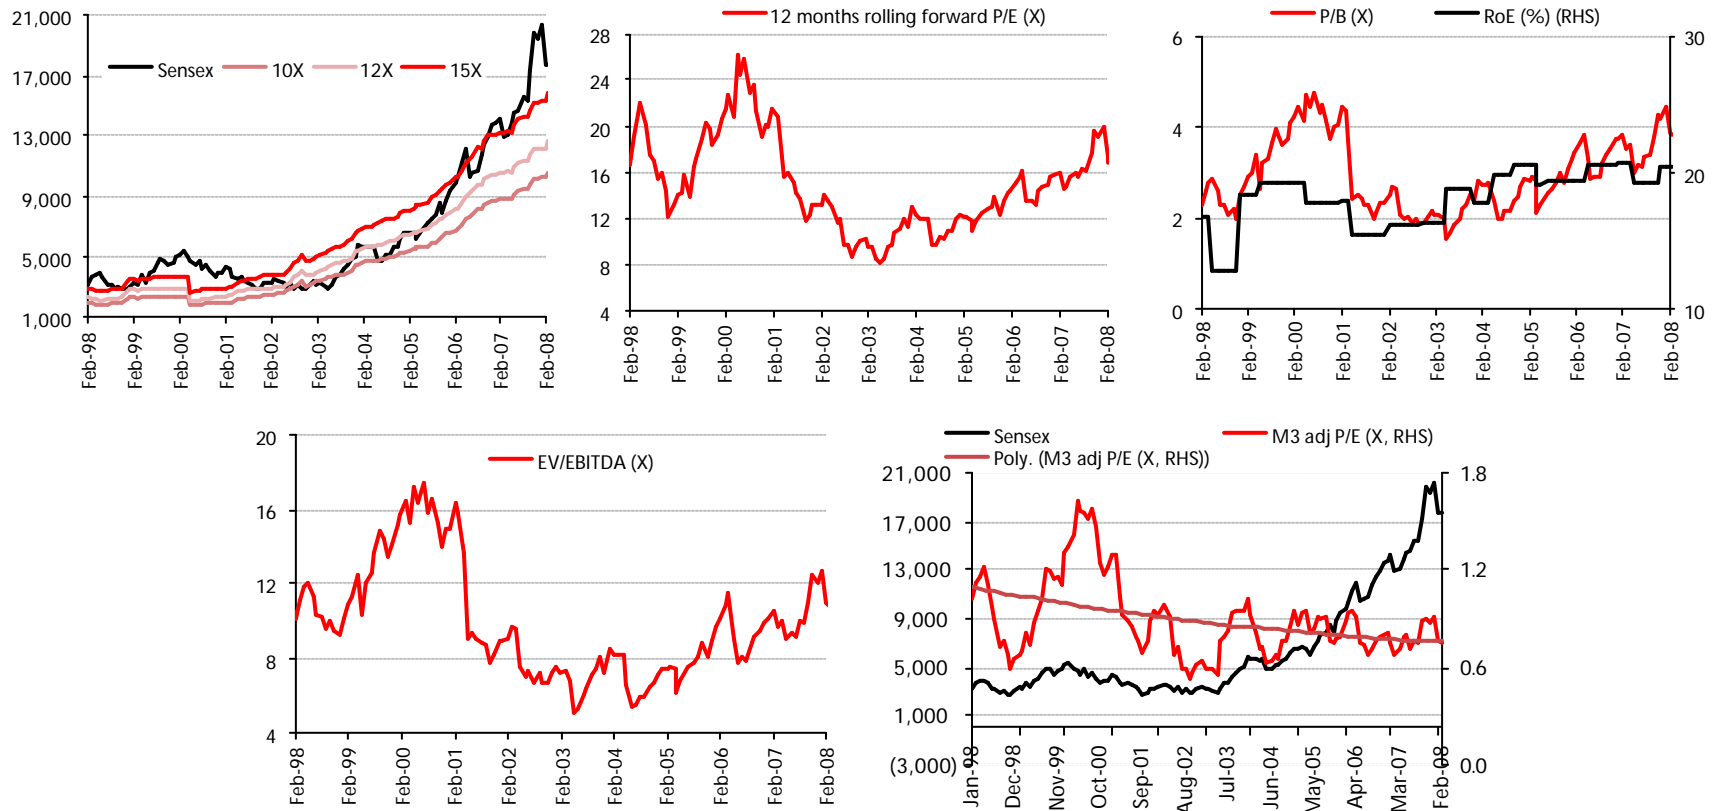 21,000
17,000
13,000
9,000
5,000
1,000
Sensex 10X 12X 15X
Feb-98 Feb-99 Feb-00 Feb-01 Feb-02 Feb-03 Feb-04 Feb-05 Feb-06 Feb-07 Feb-08
12 months rolling forward P/E (X)
28
24
20
16
12
8
4
Feb-98 Feb-99 Feb-00 Feb-01 Feb-02 Feb-03 Feb-04 Feb-05 Feb-06 Feb-07 Feb-08
P/B (X) RoE (%) (RHS)
6 30
4
20
2
0 10
Feb-98 Feb-99 Feb-00 Feb-01 Feb-02 Feb-03 Feb-04 Feb-05 Feb-06 Feb-07 Feb-08
EV/EBITDA (X)
20
16
12
8
4
Feb-98 Feb-99 Feb-00 Feb-01 Feb-02 Feb-03 Feb-04 Feb-05 Feb-06 Feb-07 Feb-08
Sensex M3 adj P/E (X, RHS)
Poly. (M3 adj P/E (X, RHS))
21,000 1.8
17,000
13,000 1.2
9,000
5,000 0.6
1,000
(3,000) 0.0
Jan-98 Dec-98 Nov-99 Oct-00 Sep-01 Aug-02 Jul-03 Jun-04 May-05 Apr-06 Mar-07 Feb-08